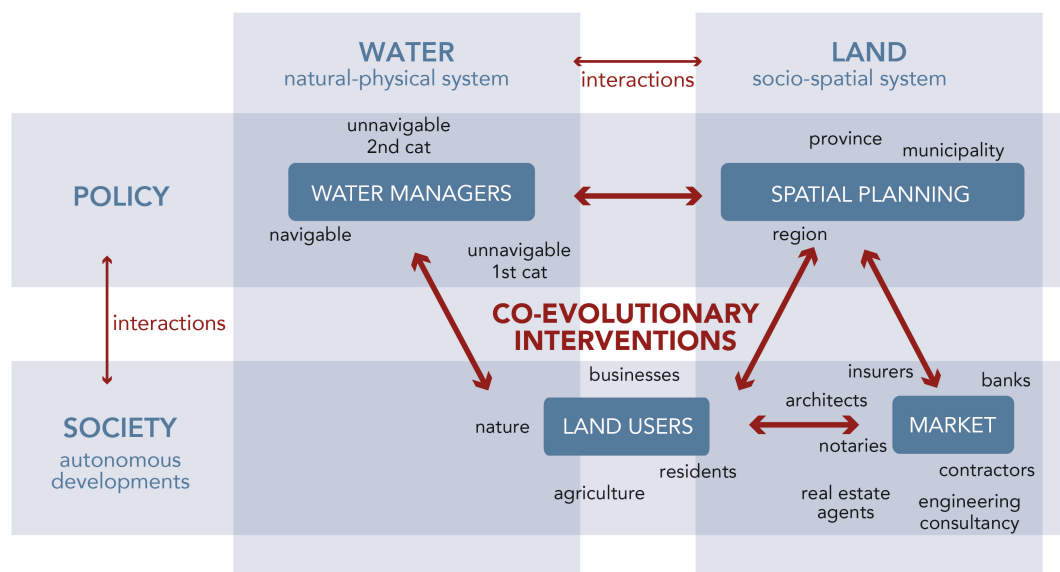 WATER
natural-physical system
interactions
LAND
socio-spatial system
POLICY
unnavigable
2nd cat
WATER MANAGERS
navigable
unnavigable
1st cat
province
municipality
SPATIAL PLANNING
region
interactions
CO-EVOLUTIONARY
INTERVENTIONS
SOCIETY
autonomous
developments
businesses
nature
LAND USERS
residents
agriculture
insurers
banks
architects
MARKET
notaries
contractors
real estate
agents
engineering
consultancy